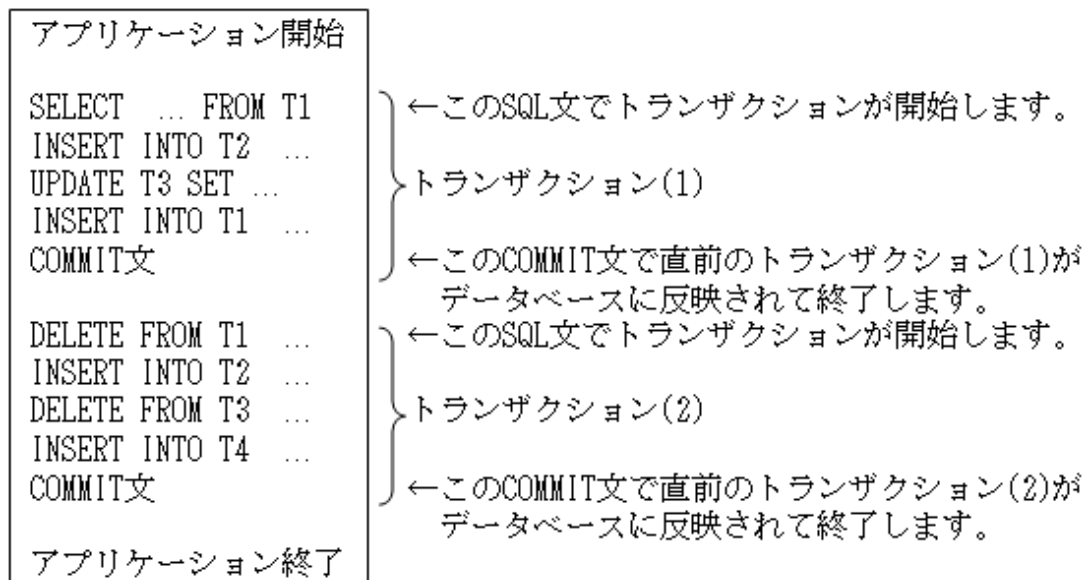 アプリケーション開始
SELECT ... FROM T1 ←このSQL文でトランザクションが開始します。
INSERT INTO T2 ...
UPDATE T3 SET ... トランザクション(1)
INSERT INTO T1 ...
COMMIT文 ←このCOMMIT文で直前のトランザクション(1)が
データベースに反映されて終了します。
DELETE FROM T1 ... ←このSQL文でトランザクションが開始します。
INSERT INTO T2 ...
DELETE FROM T3 ... トランザクション(2)
INSERT INTO T4 ...
COMMIT文 ←このCOMMIT文で直前のトランザクション(2)が
データベースに反映されて終了します。
アプリケーション終了